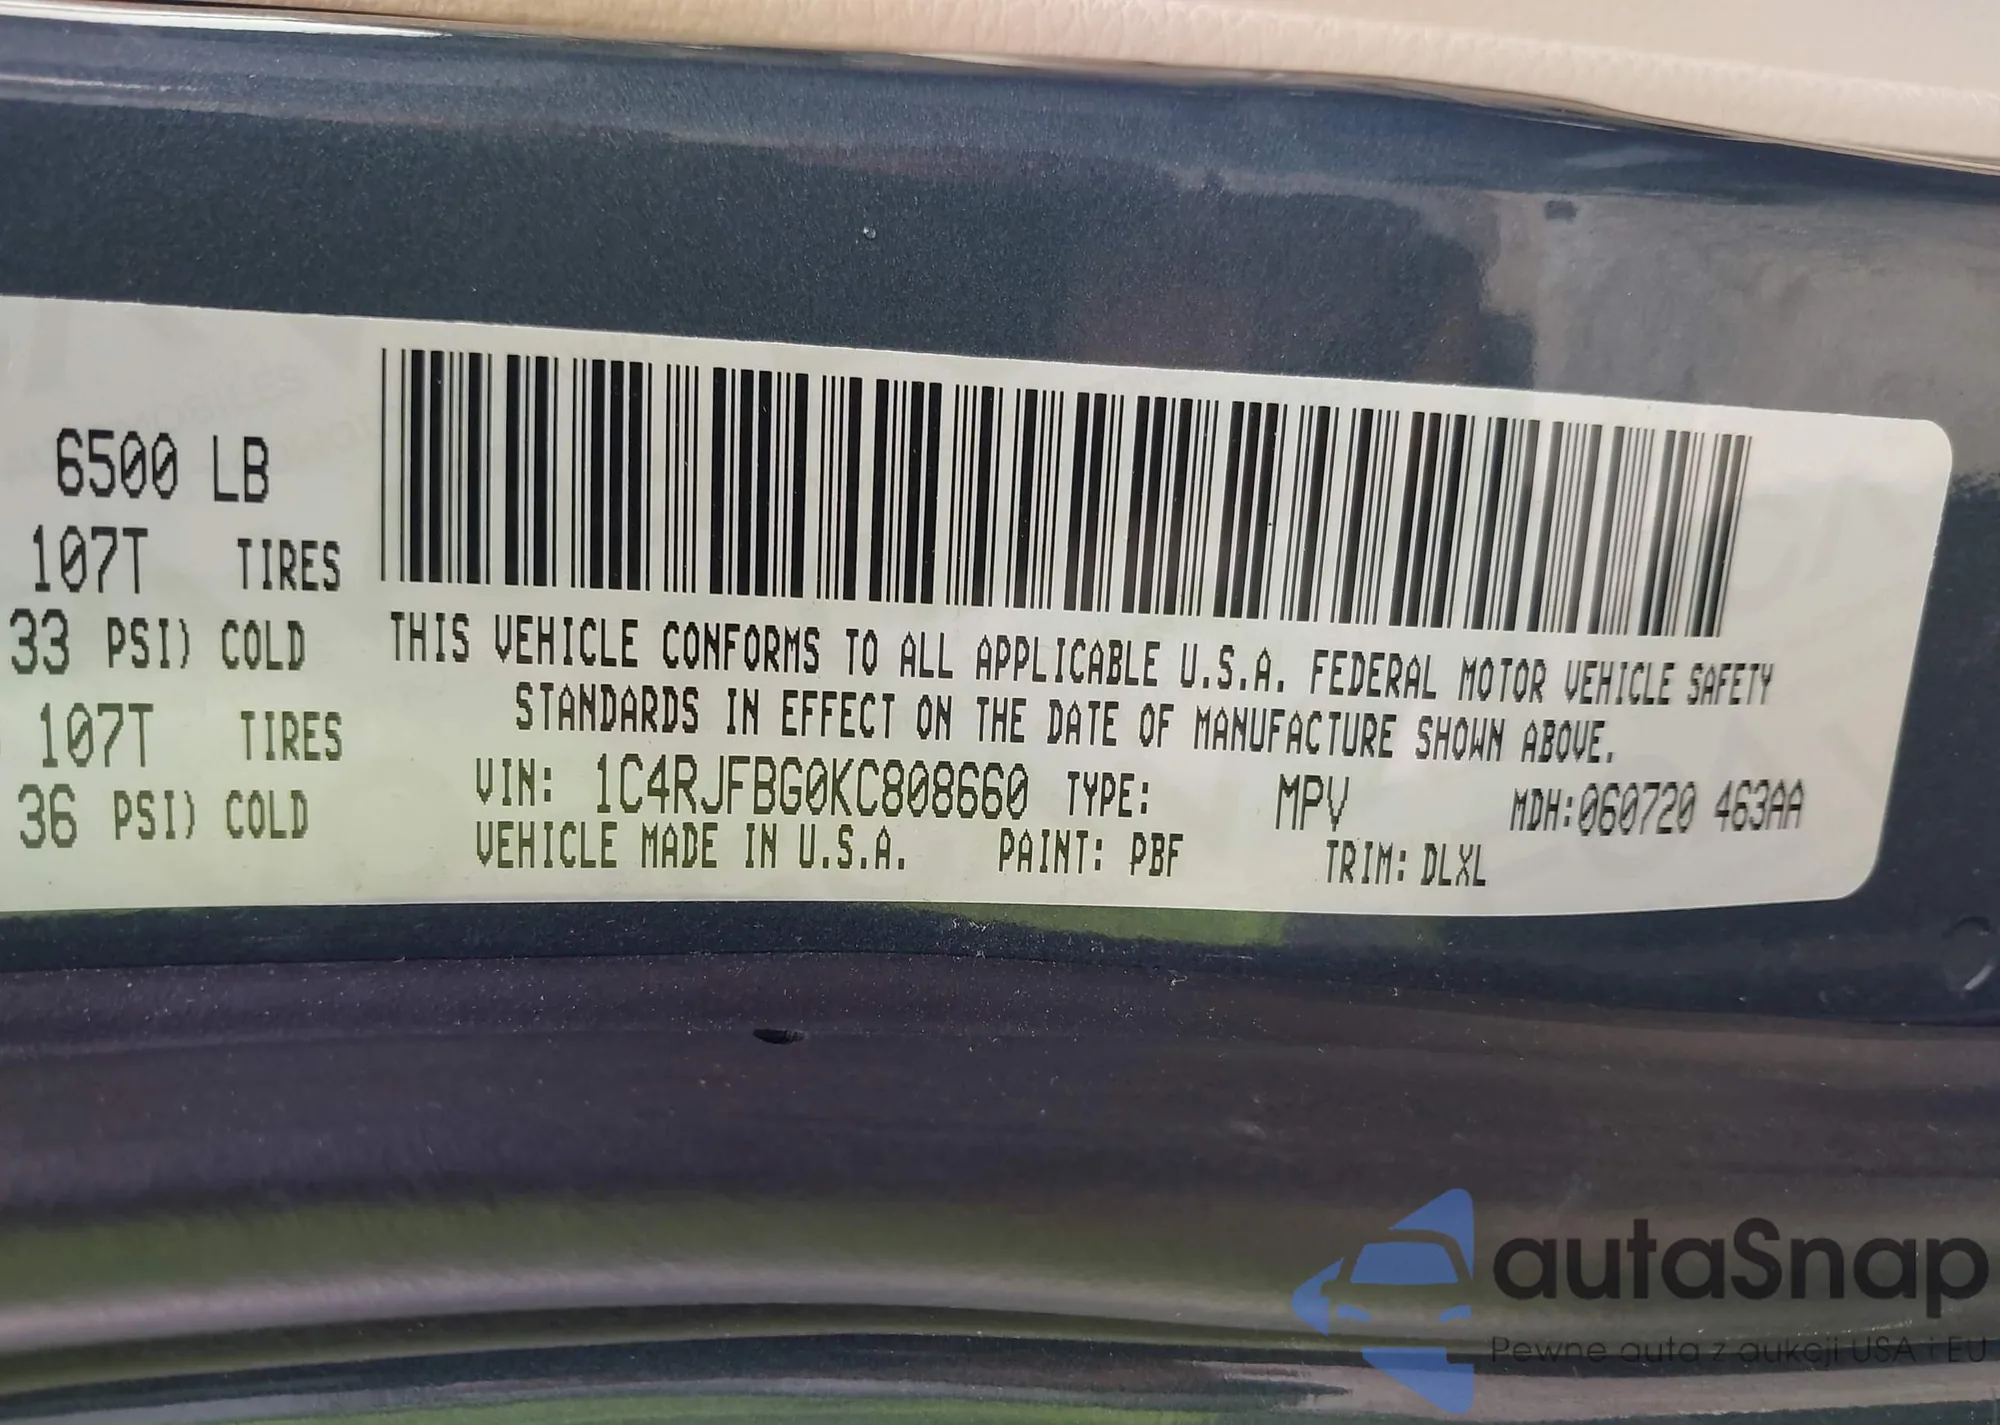 6500 LB
107T TIRES
33 PSI) COLD
107T TIRES
36 PSI) COLD
THIS VEHICLE CONFORMS TO ALL APPLICABLE U.S.A. FEDERAL MOTOR VEHICLE SAFETY
STANDARDS IN EFFECT ON THE DATE OF MANUFACTURE SHOWN ABOVE.
VIN: 1C4RJFBG0KC808660 TYPE: MPV MDH:060720 463AA
VEHICLE MADE IN U.S.A. PAINT: PBF TRIM: DLXL
autaSnap
Pewne auta z aukcji USA i EU